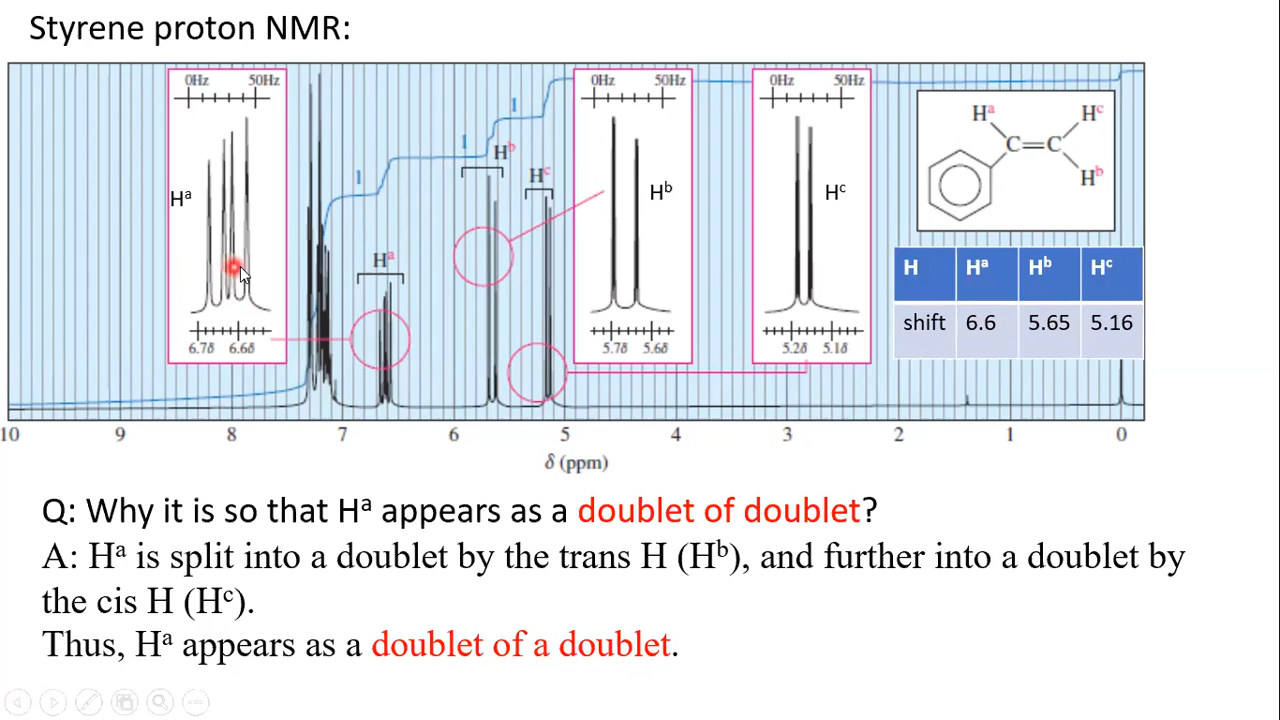 Styrene proton NMR:
0Hz 50Hz
Hᵃ
6.7δ 6.6δ
1
Hᵃ
1
Hᵇ
1
Hᶜ
0Hz 50Hz
Hᵇ
5.7δ 5.6δ
0Hz 50Hz
Hᶜ
5.2δ 5.1δ
Hᵃ Hᶜ
C=C
Hᵇ
H Hᵃ Hᵇ Hᶜ
shift 6.6 5.65 5.16
10 9 8 7 6 5 4 3 2 1 0
δ (ppm)
Q: Why it is so that Hᵃ appears as a doublet of doublet?
A: Hᵃ is split into a doublet by the trans H (Hᵇ), and further into a doublet by
the cis H (Hᶜ).
Thus, Hᵃ appears as a doublet of a doublet.